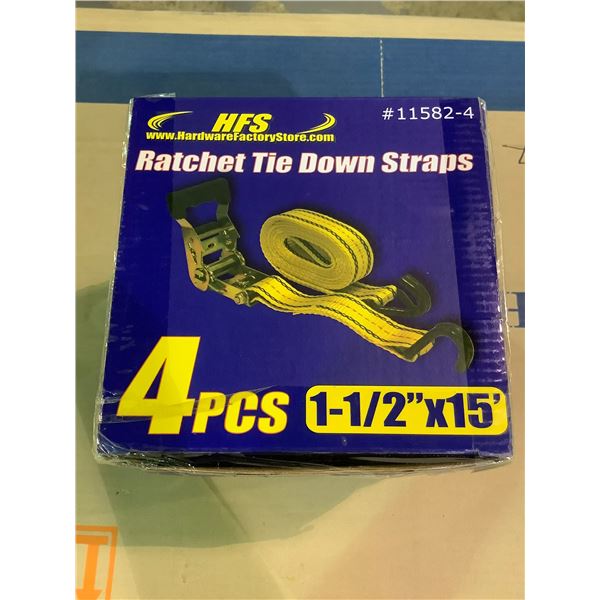 HFS
#11582-4
www.HardwareFactoryStore.com
Ratchet Tie Down Straps
4PCS
1-1/2"x15'